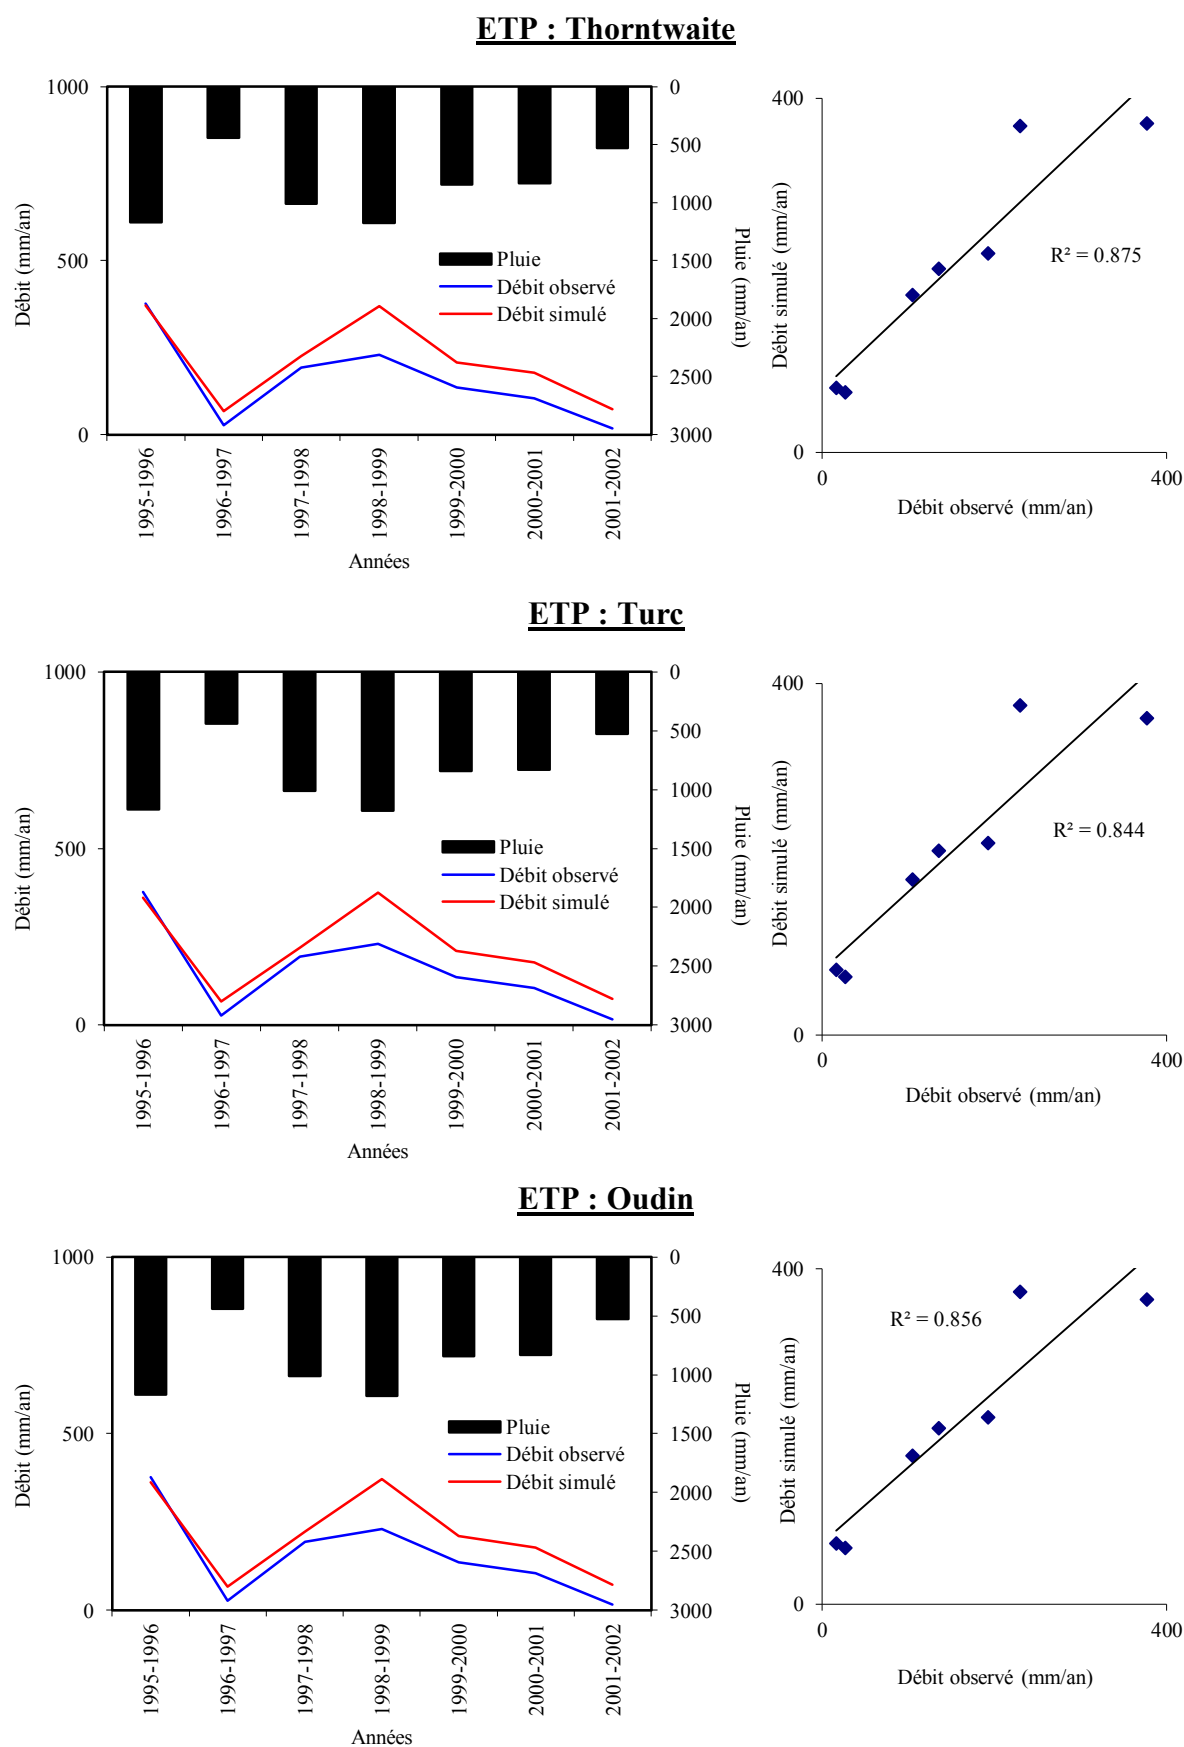 ETP : Thorntwaite
1000
500
0
Débit (mm/an)
0
500
1000
1500
2000
2500
3000
Pluie (mm/an)
Pluie
Débit observé
Débit simulé
1995-1996
1996-1997
1997-1998
1998-1999
1999-2000
2000-2001
2001-2002
Années
400
0
Débit simulé (mm/an)
R² = 0.875
0
400
Débit observé (mm/an)
ETP : Turc
1000
500
0
Débit (mm/an)
0
500
1000
1500
2000
2500
3000
Pluie (mm/an)
Pluie
Débit observé
Débit simulé
1995-1996
1996-1997
1997-1998
1998-1999
1999-2000
2000-2001
2001-2002
Années
400
0
Débit simulé (mm/an)
R² = 0.844
0
400
Débit observé (mm/an)
ETP : Oudin
1000
500
0
Débit (mm/an)
0
500
1000
1500
2000
2500
3000
Pluie (mm/an)
Pluie
Débit observé
Débit simulé
1995-1996
1996-1997
1997-1998
1998-1999
1999-2000
2000-2001
2001-2002
Années
400
0
Débit simulé (mm/an)
R² = 0.856
0
400
Débit observé (mm/an)